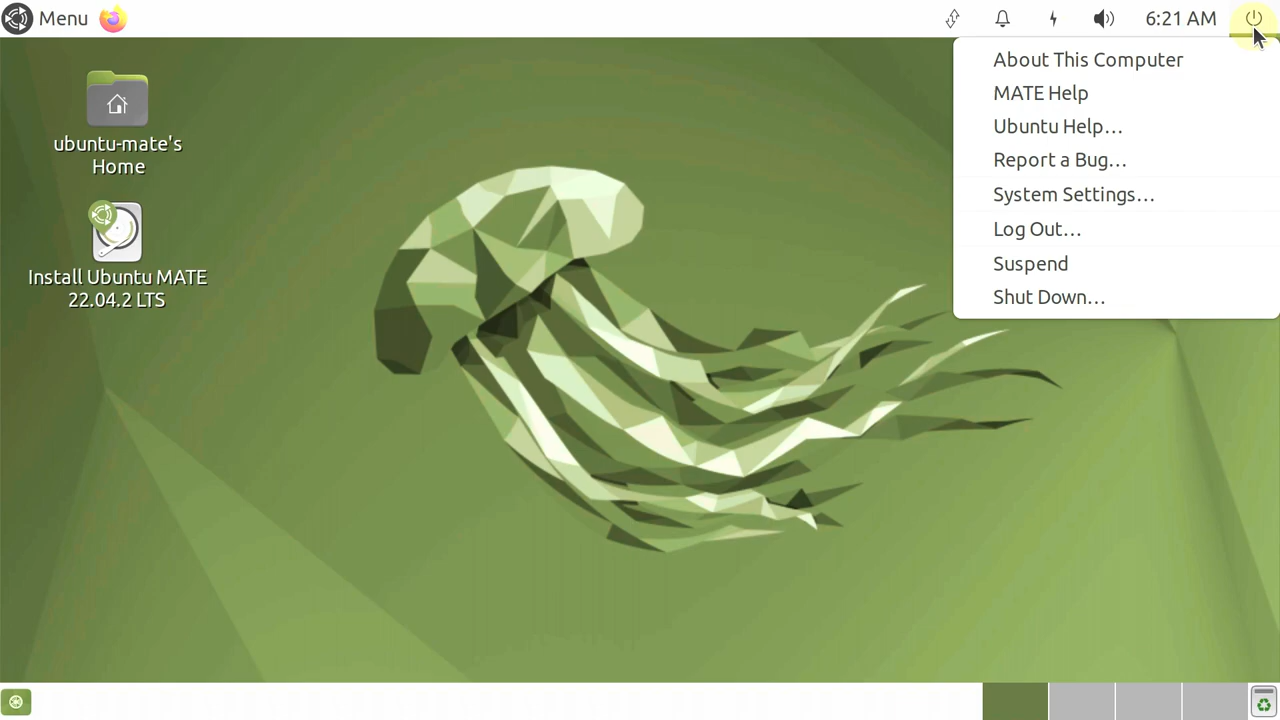 Menu
6:21 AM
About This Computer
MATE Help
Ubuntu Help…
Report a Bug…
System Settings…
Log Out…
Suspend
Shut Down…
ubuntu-mate's
Home
Install Ubuntu MATE
22.04.2 LTS